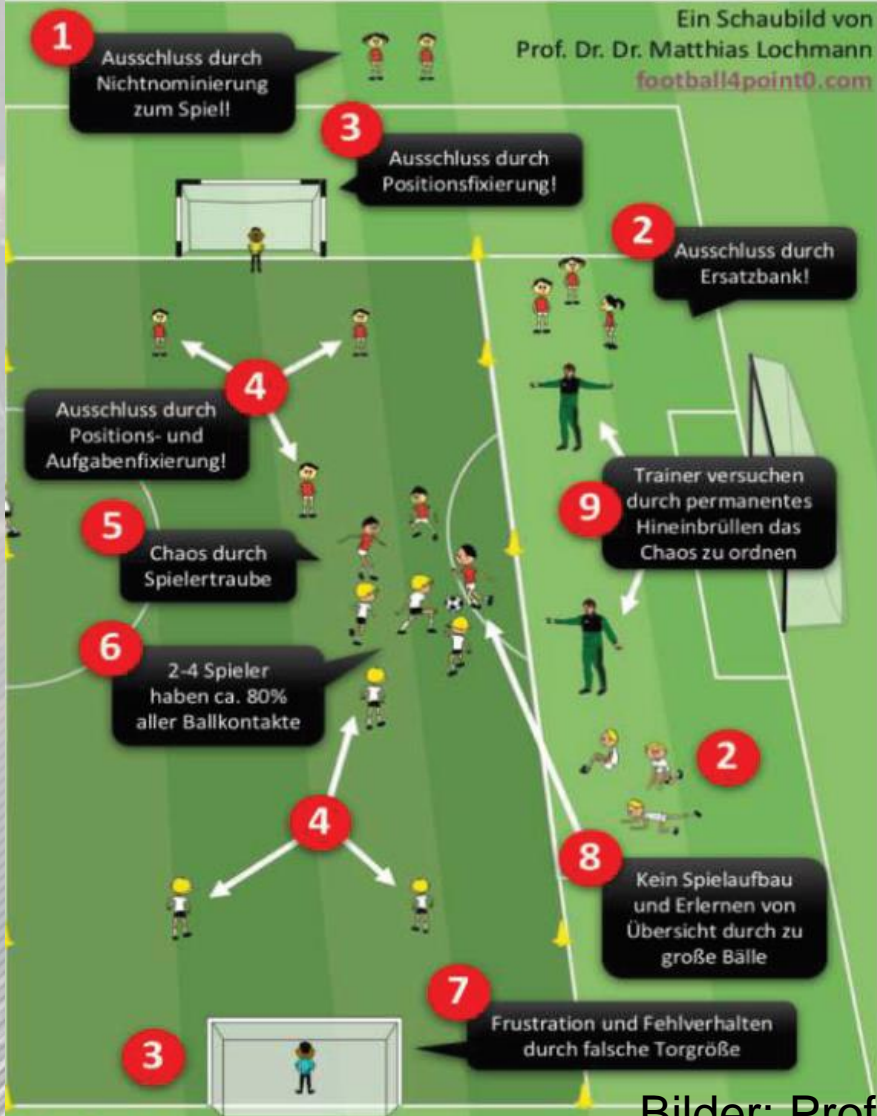 Ein Schaubild von
Prof. Dr. Dr. Matthias Lochmann
football4point0.com
1
Ausschluss durch
Nichtnominierung
zum Spiel!
3
Ausschluss durch
Positionsfixierung!
2
Ausschluss durch
Ersatzbank!
4
Ausschluss durch
Positions- und
Aufgabenfixierung!
9
Trainer versuchen
durch permanentes
Hineinbrüllen das
Chaos zu ordnen
5
Chaos durch
Spielertraube
6
2-4 Spieler
haben ca. 80%
aller Ballkontakte
2
4
8
Kein Spielaufbau
und Erlernen von
Übersicht durch zu
große Bälle
7
Frustration und Fehlverhalten
durch falsche Torgröße
3
Bilder: Prof